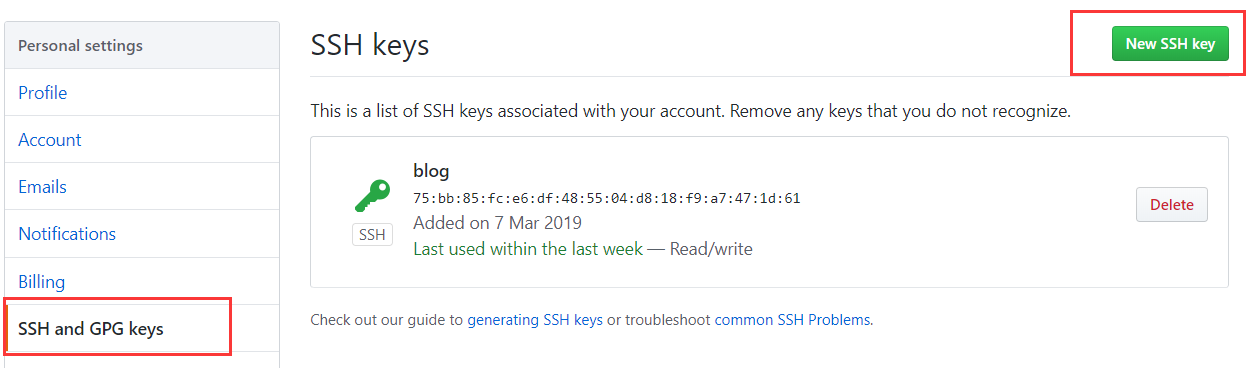 Personal settings
Profile
Account
Emails
Notifications
Billing
SSH and GPG keys
SSH keys
New SSH key
This is a list of SSH keys associated with your account. Remove any keys that you do not recognize.
blog
75:bb:85:fc:e6:df:48:55:04:d8:18:f9:a7:47:1d:61
Added on 7 Mar 2019
Last used within the last week — Read/write
SSH
Delete
Check out our guide to generating SSH keys or troubleshoot common SSH Problems.